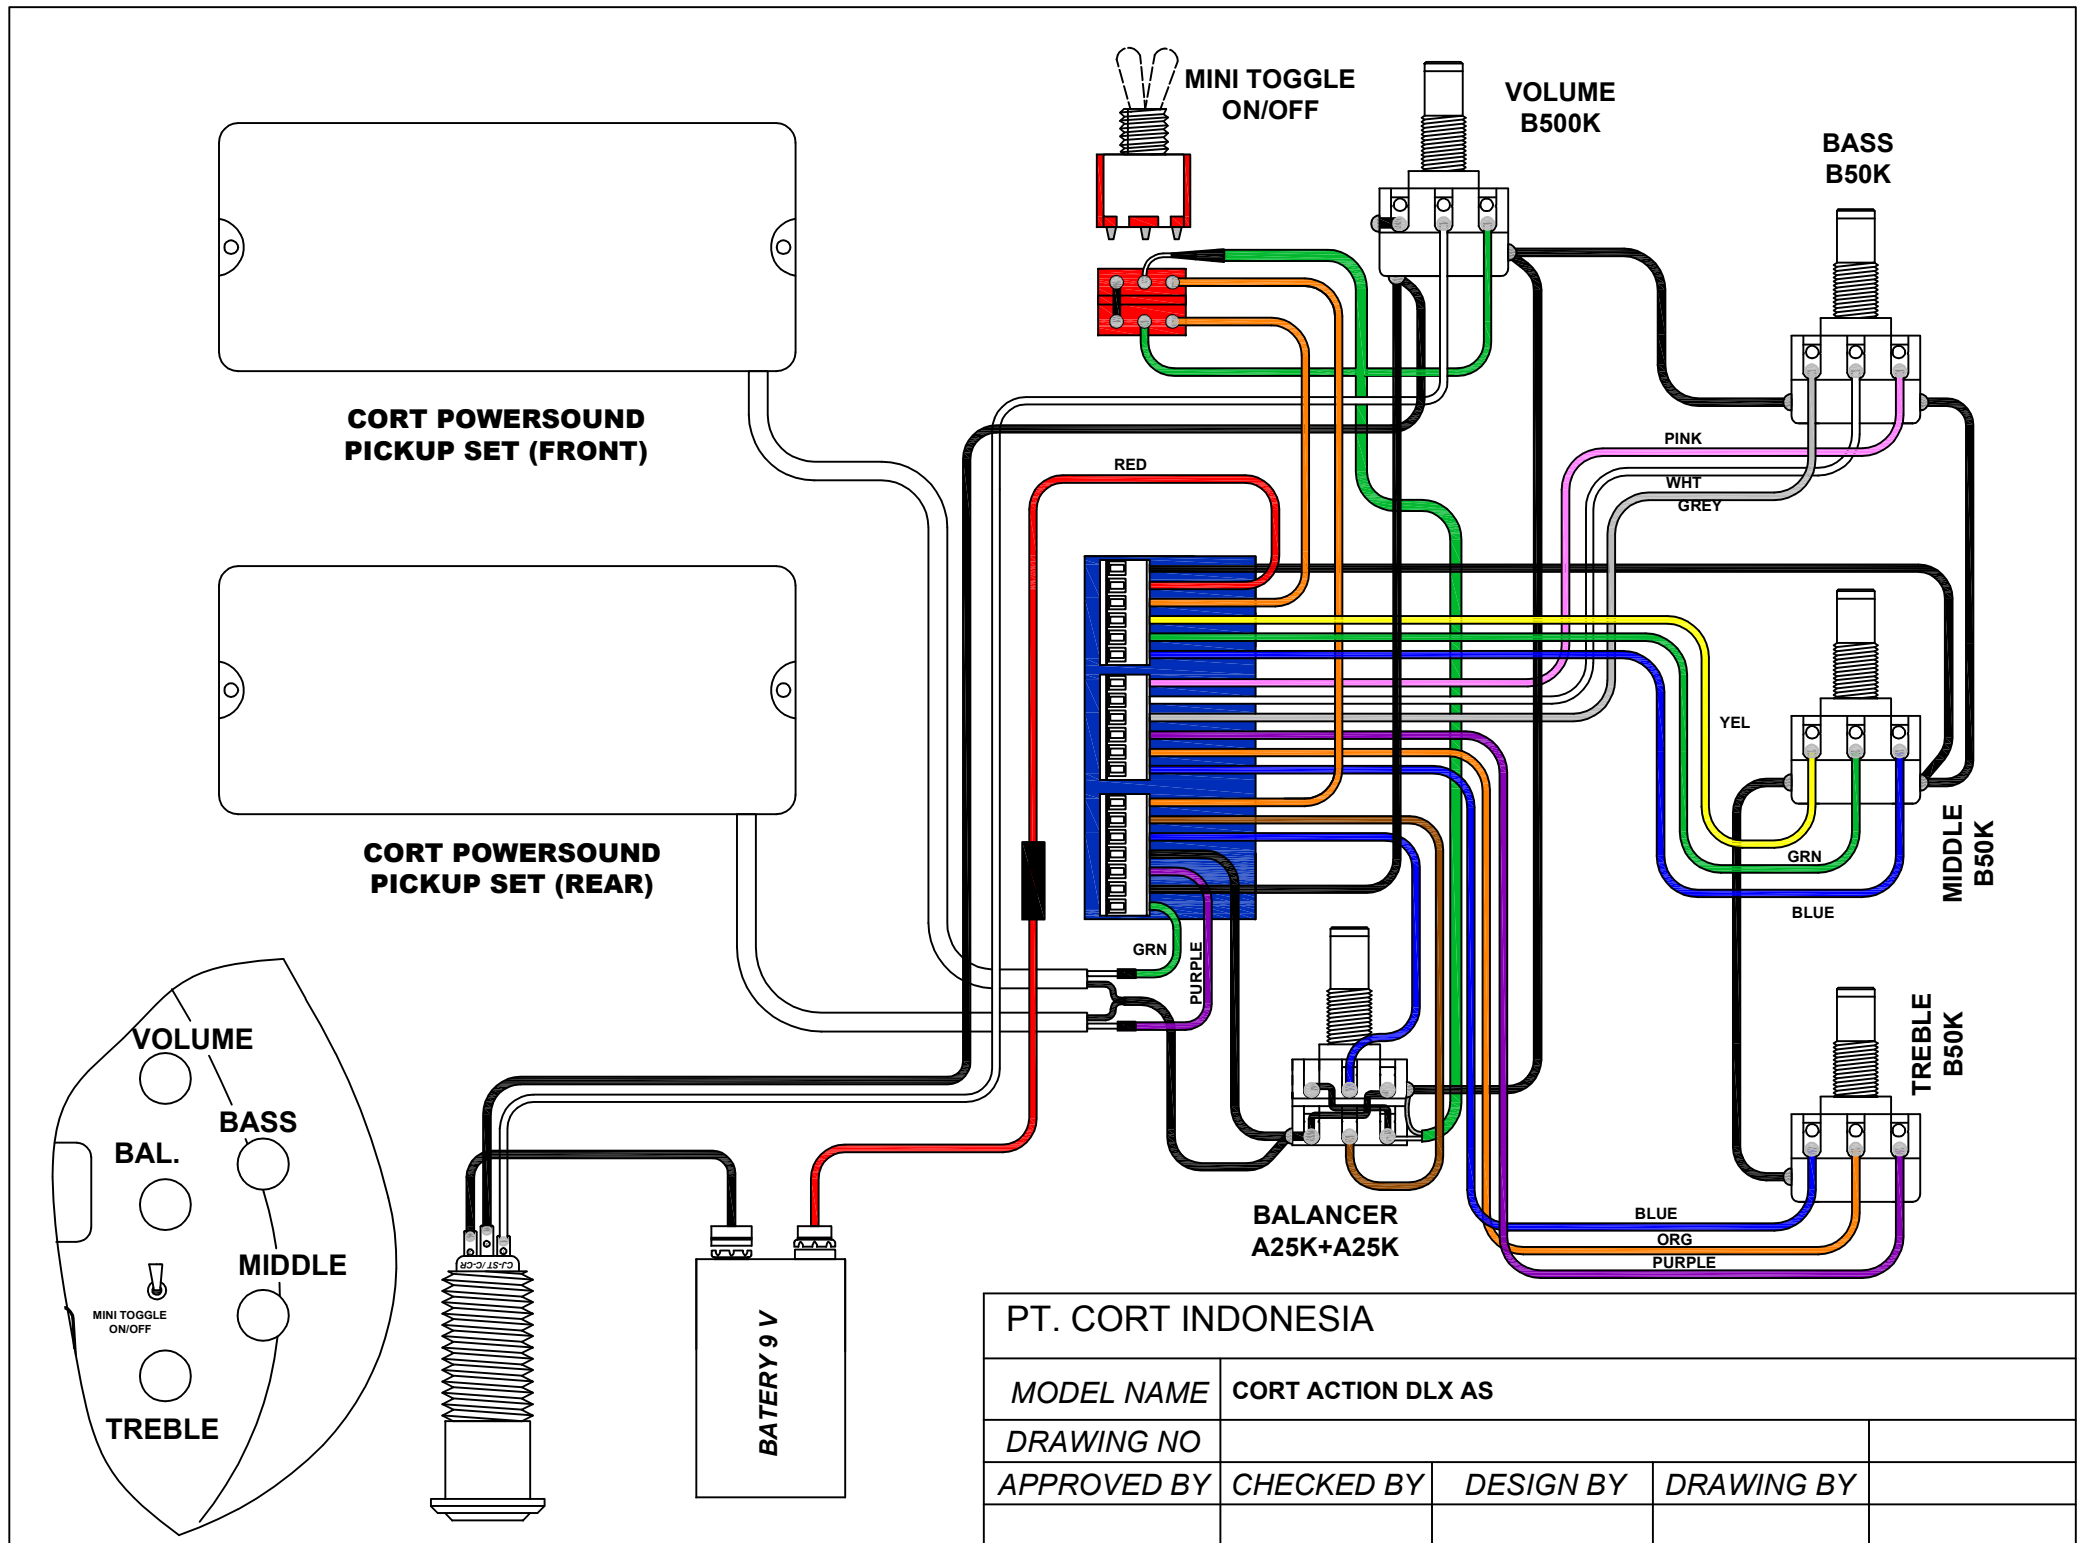 MINI TOGGLE
ON/OFF
VOLUME
B500K
BASS
B50K
CORT POWERSOUND
PICKUP SET (FRONT)
RED
PINK
WHT
GREY
YEL
GRN
BLUE
MIDDLE
B50K
CORT POWERSOUND
PICKUP SET (REAR)
GRN
PURPLE
TREBLE
B50K
BALANCER
A25K+A25K
BLUE
ORG
PURPLE
VOLUME
BASS
BAL.
MIDDLE
MINI TOGGLE
ON/OFF
TREBLE
CJ-ST/C-CR
BATERY 9 V
PT. CORT INDONESIA
MODEL NAME CORT ACTION DLX AS
DRAWING NO
APPROVED BY CHECKED BY DESIGN BY DRAWING BY